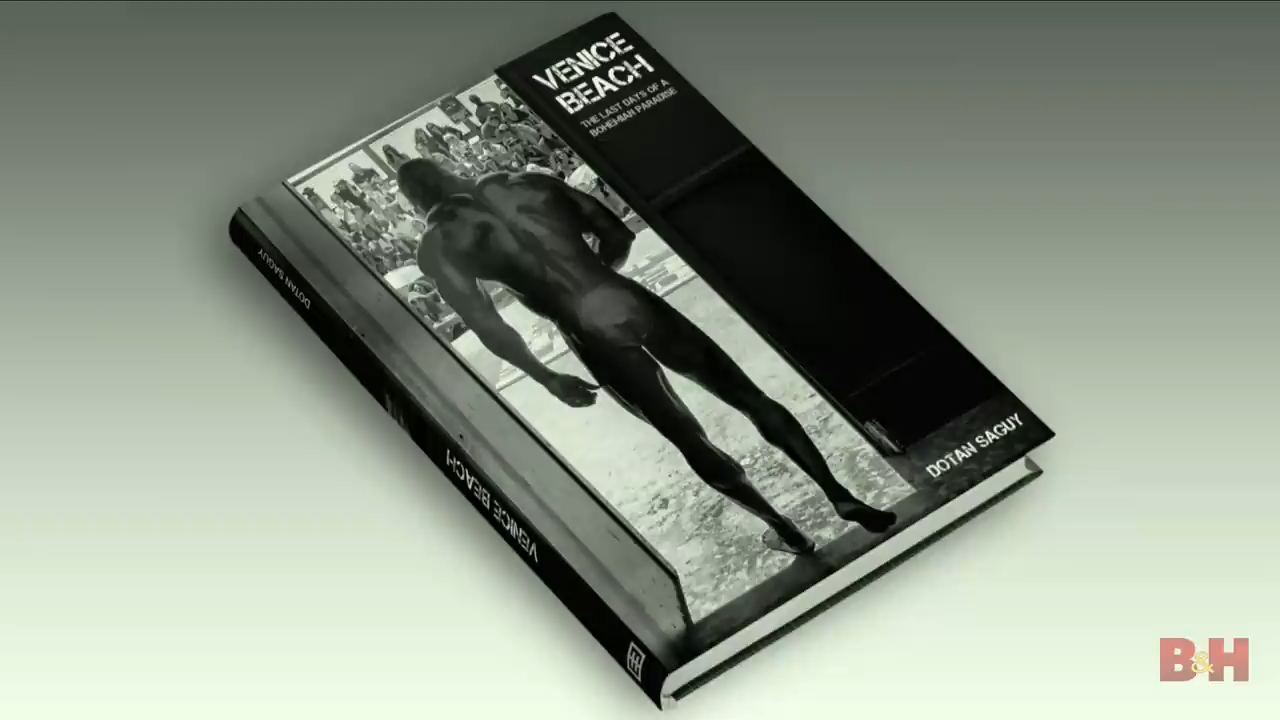 VENICE
BEACH
THE LAST DAYS OF A
BOHEMIAN PARADISE
DOTAN SAGUY
DOTAN SAGUY
VENICE BEACH
B&H